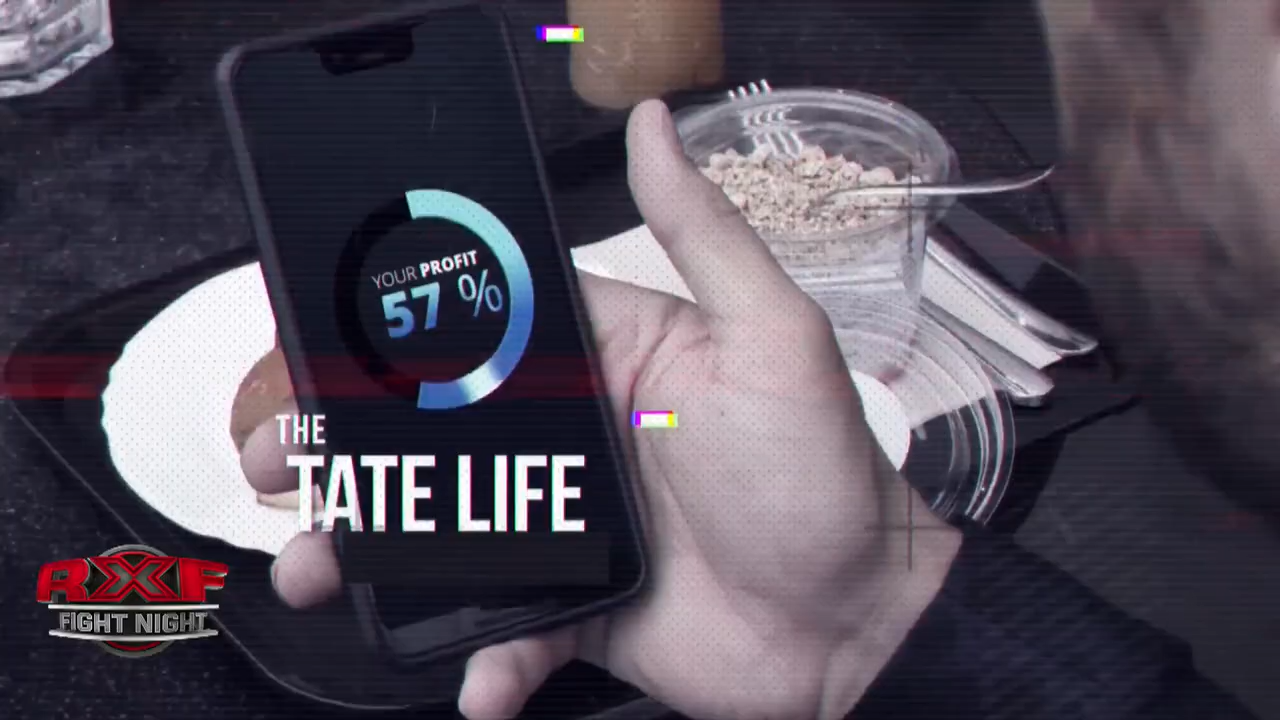 YOUR PROFIT
57 %
THE
TATE LIFE
RXF
FIGHT NIGHT